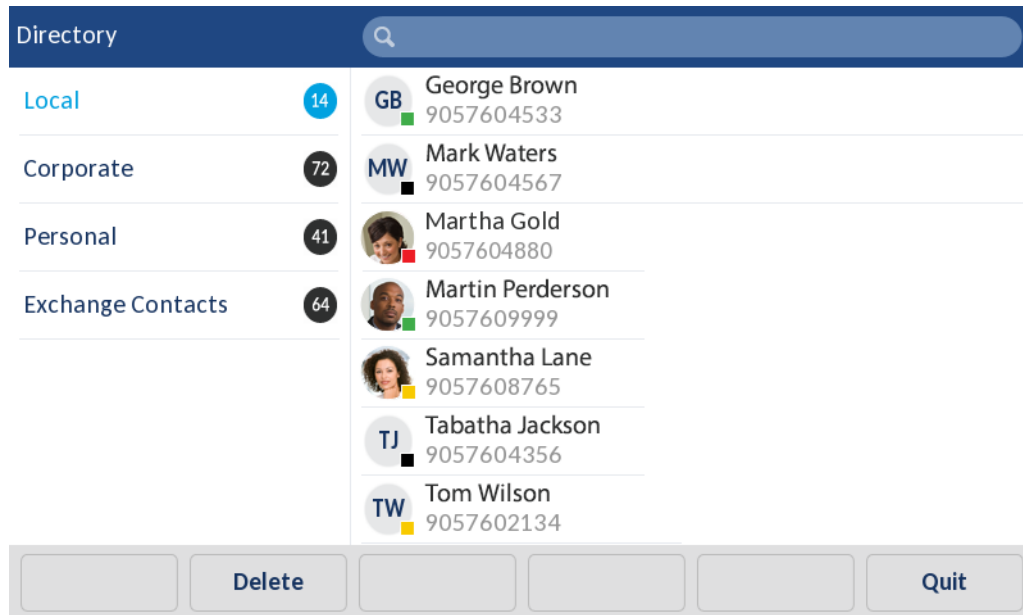 Directory
Local 14
Corporate 72
Personal 41
Exchange Contacts 64
GB George Brown
9057604533
MW Mark Waters
9057604567
Martha Gold
9057604880
Martin Perderson
9057609999
Samantha Lane
9057608765
TJ Tabatha Jackson
9057604356
TW Tom Wilson
9057602134
Delete Quit